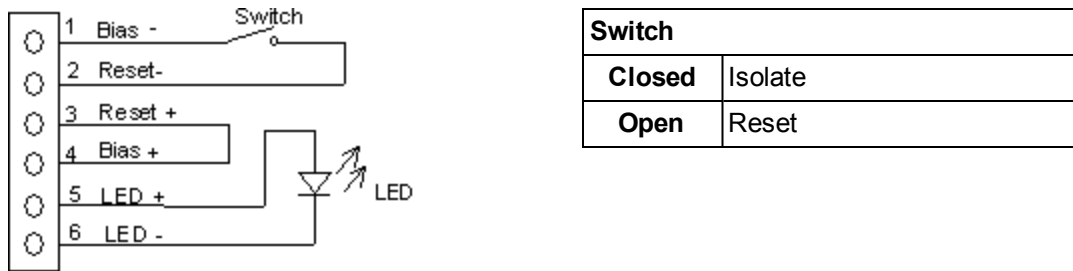 Switch
1 Bias -
2 Reset-
3 Reset +
4 Bias +
5 LED +
LED
6 LED -
Switch
Closed Isolate
Open Reset